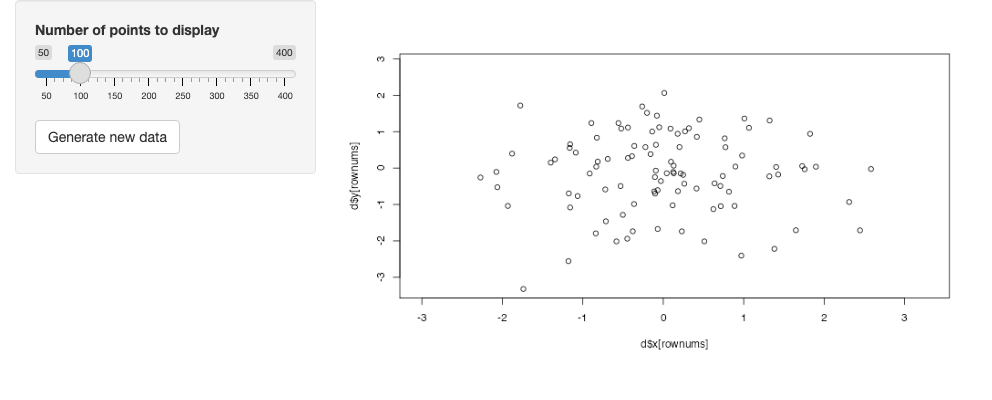 Number of points to display
50 100 400
50 100 150 200 250 300 350 400
Generate new data
d$y[rownums]
3
2
1
0
-1
-2
-3
-3 -2 -1 0 1 2 3
d$x[rownums]